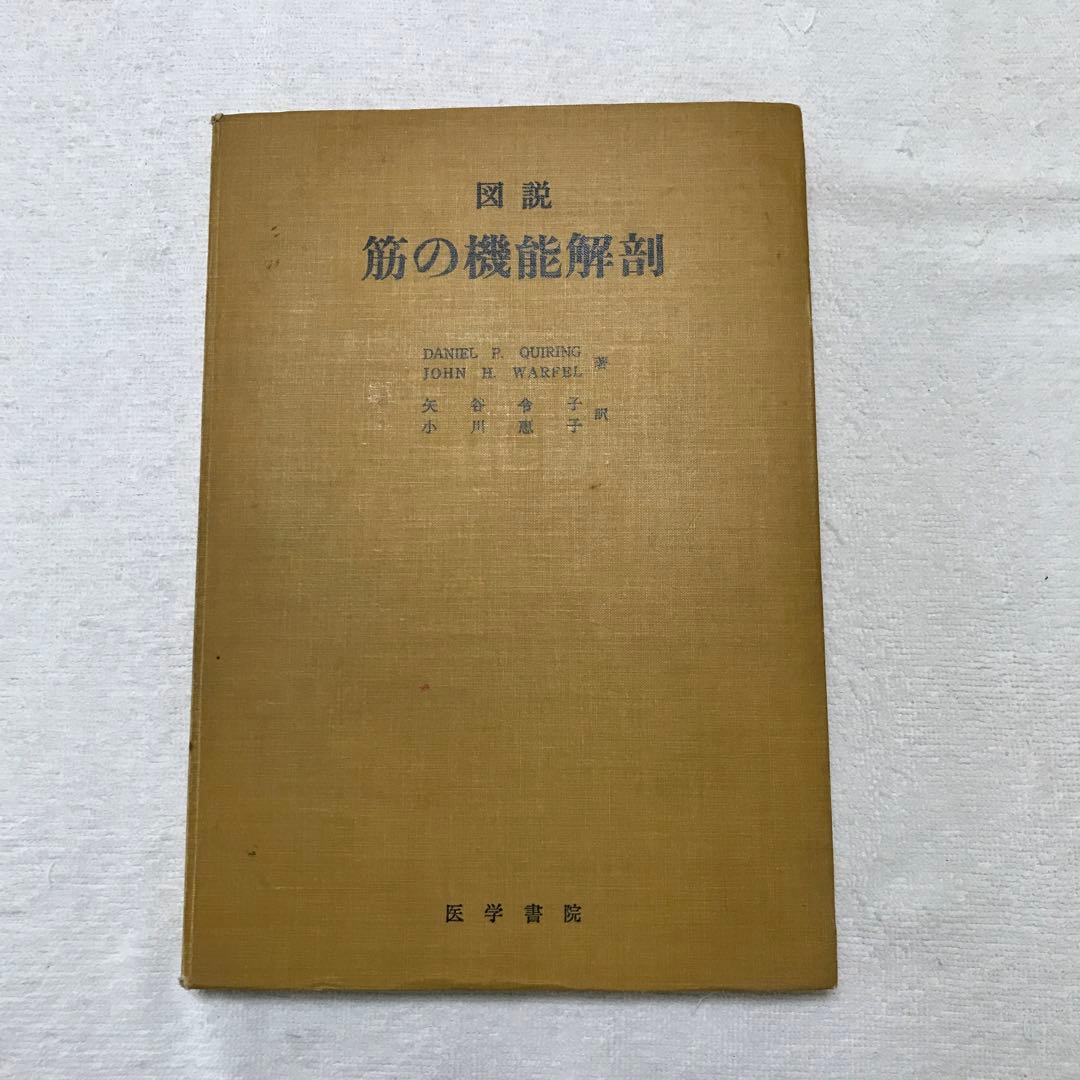 図説
筋の機能解剖
DANIEL P. QUIRING
JOHN H. WARFEL 著
矢谷令子
小川恵子 訳
医学書院